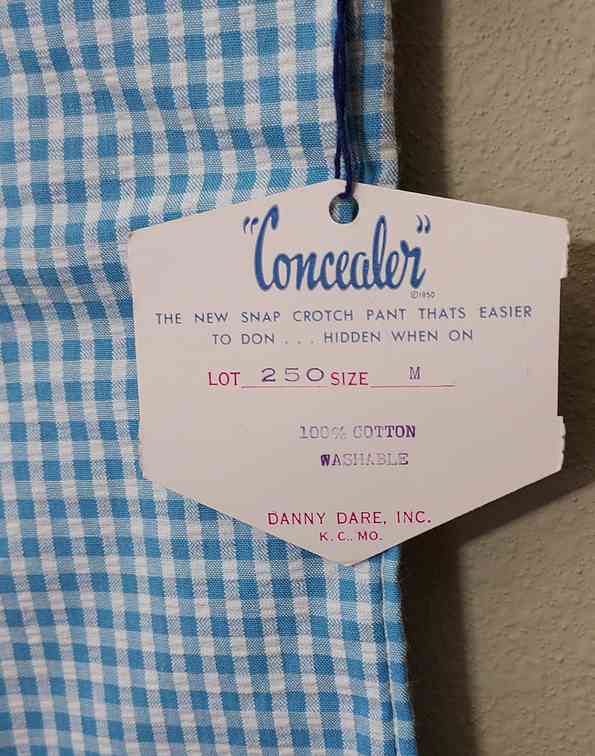 "Concealer"
©1950
THE NEW SNAP CROTCH PANT THATS EASIER
TO DON . . . HIDDEN WHEN ON
LOT 250 SIZE M
100% COTTON
WASHABLE
DANNY DARE, INC.
K. C., MO.